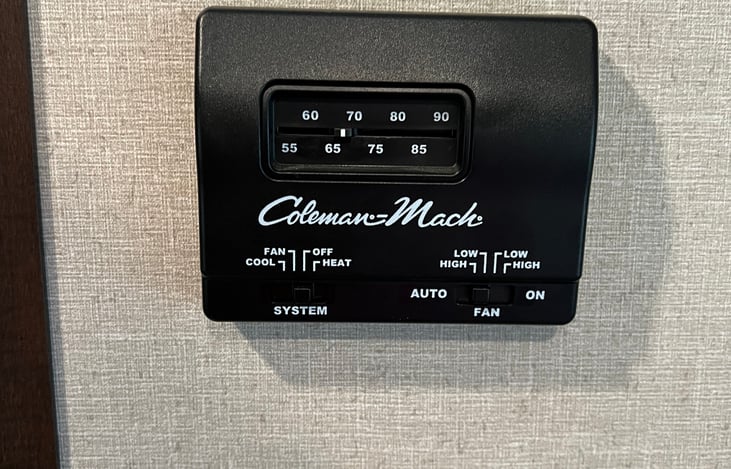 60 70 80 90
55 65 75 85
Coleman-Mach
FAN OFF
COOL HEAT
LOW LOW
HIGH HIGH
AUTO ON
SYSTEM
FAN